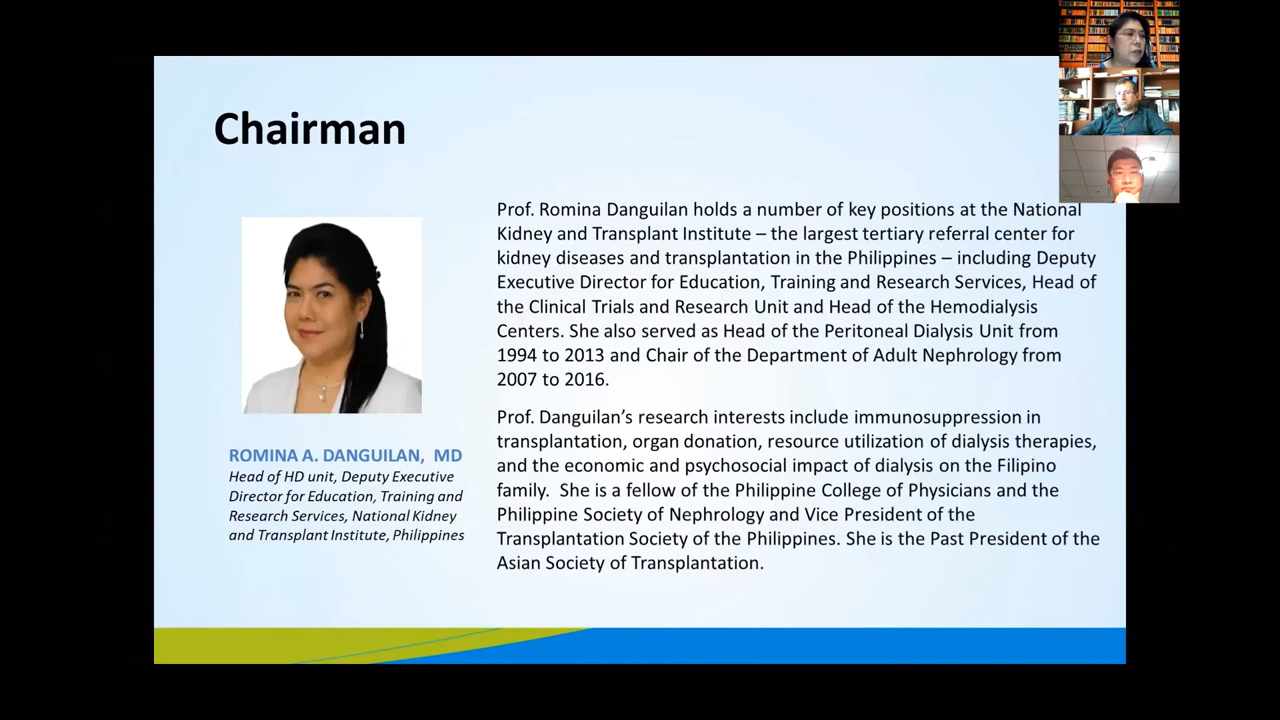 Chairman
Prof. Romina Danguilan holds a number of key positions at the National
Kidney and Transplant Institute – the largest tertiary referral center for
kidney diseases and transplantation in the Philippines – including Deputy
Executive Director for Education, Training and Research Services, Head of
the Clinical Trials and Research Unit and Head of the Hemodialysis
Centers. She also served as Head of the Peritoneal Dialysis Unit from
1994 to 2013 and Chair of the Department of Adult Nephrology from
2007 to 2016.
Prof. Danguilan’s research interests include immunosuppression in
transplantation, organ donation, resource utilization of dialysis therapies,
and the economic and psychosocial impact of dialysis on the Filipino
family. She is a fellow of the Philippine College of Physicians and the
Philippine Society of Nephrology and Vice President of the
Transplantation Society of the Philippines. She is the Past President of the
Asian Society of Transplantation.
ROMINA A. DANGUILAN, MD
Head of HD unit, Deputy Executive
Director for Education, Training and
Research Services, National Kidney
and Transplant Institute, Philippines